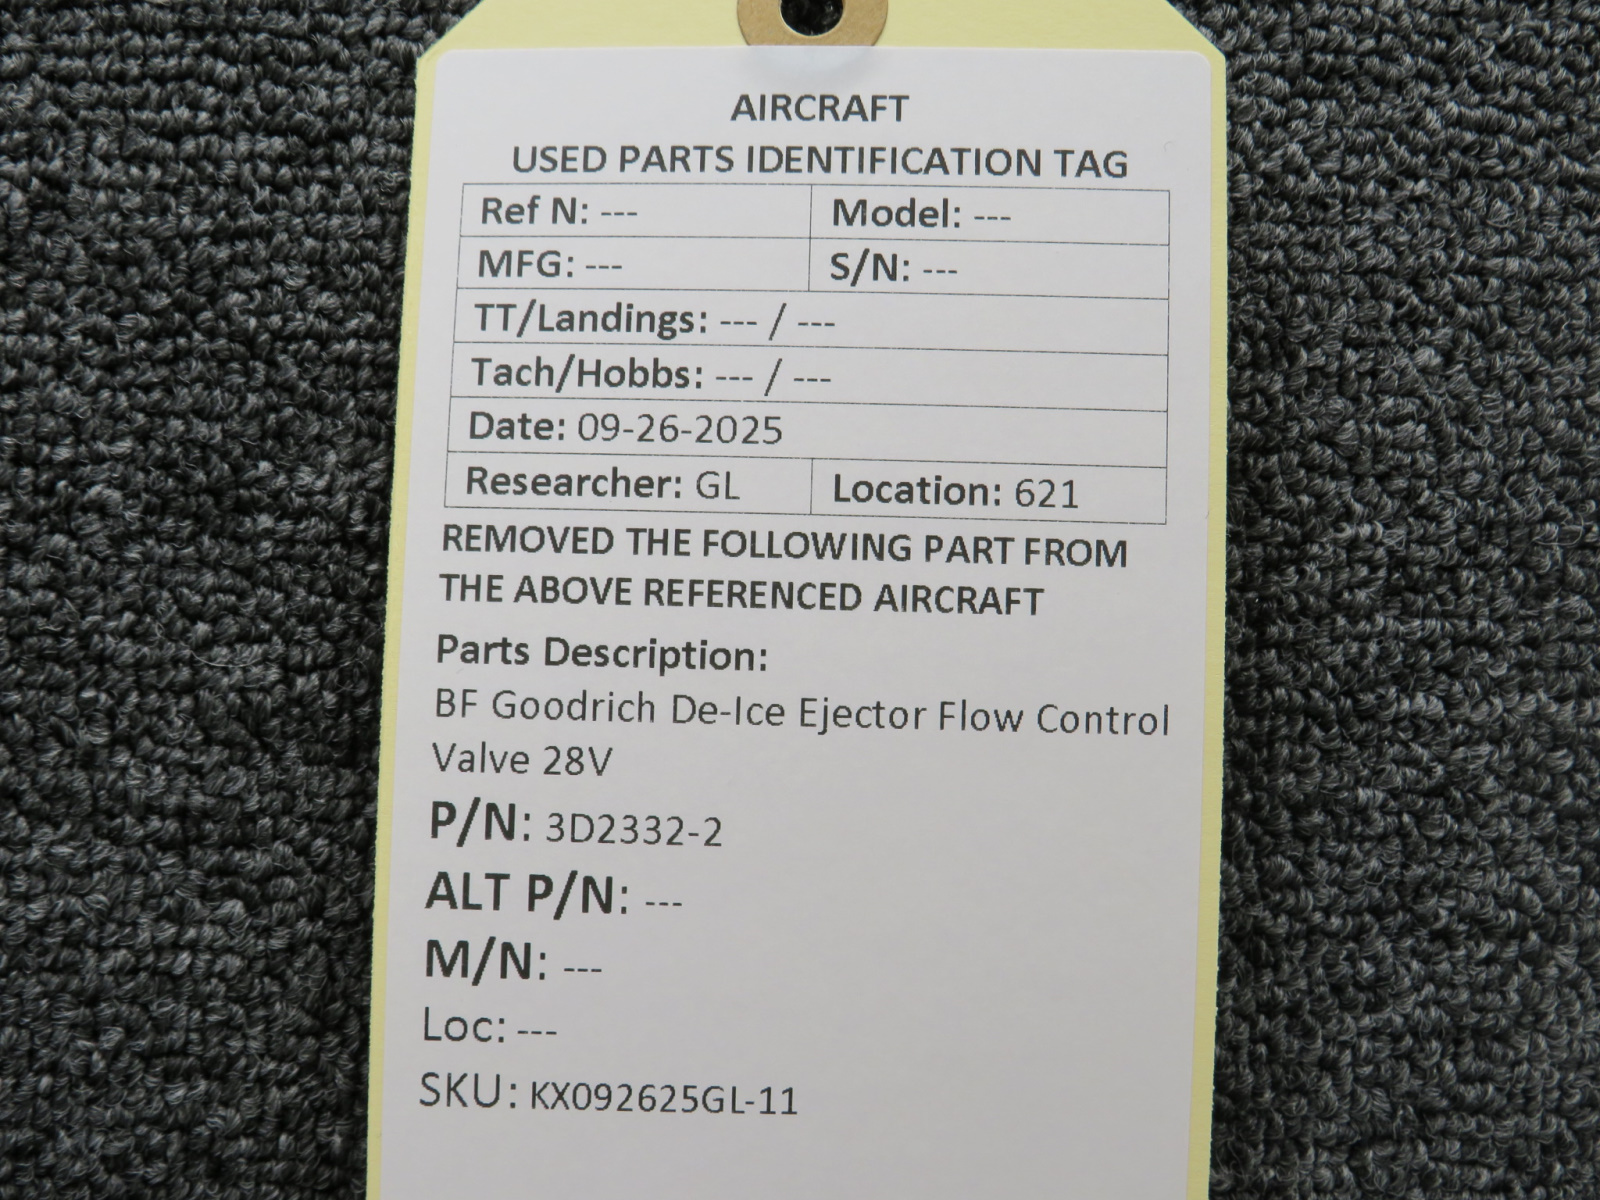 AIRCRAFT
USED PARTS IDENTIFICATION TAG
Ref N: --- Model: ---
MFG: --- S/N: ---
TT/Landings: --- / ---
Tach/Hobbs: --- / ---
Date: 09-26-2025
Researcher: GL Location: 621
REMOVED THE FOLLOWING PART FROM
THE ABOVE REFERENCED AIRCRAFT
Parts Description:
BF Goodrich De-Ice Ejector Flow Control
Valve 28V
P/N: 3D2332-2
ALT P/N: ---
M/N: ---
Loc: ---
SKU: KX092625GL-11